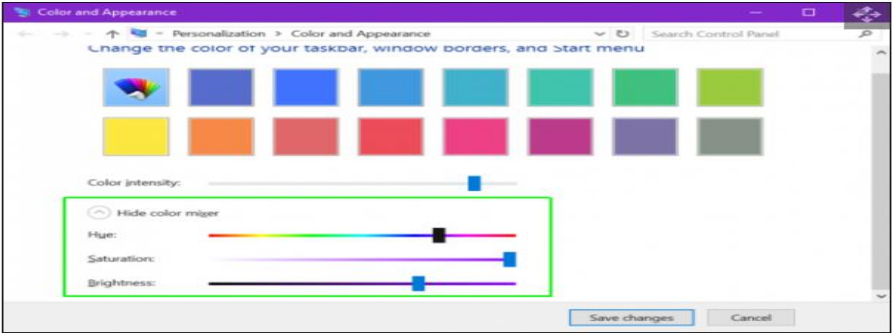 Color and Appearance
Personalization > Color and Appearance
Search Control Panel
Change the color of your taskbar, window borders, and Start menu
Color intensity:
Hide color mixer
Hue:
Saturation:
Brightness:
Save changes
Cancel